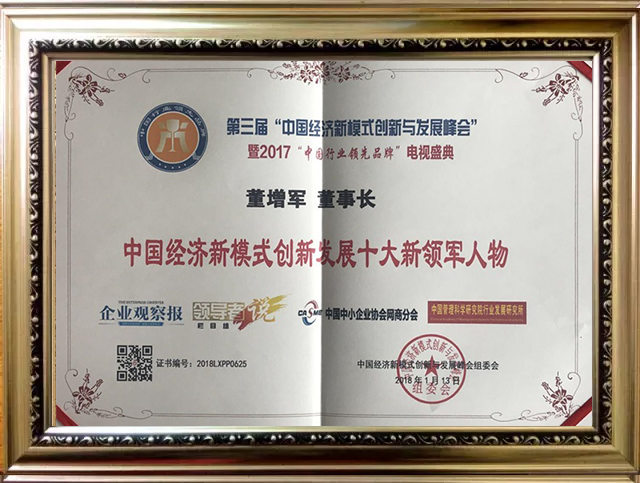 第三届“中国经济新模式创新与发展峰会”
暨2017“中国行业领先品牌”电视盛典
董增军 董事长
中国经济新模式创新发展十大新领军人物
企业观察报
领导者说
栏目组
CASME
中国中小企业协会网商分会
中国管理科学研究院行业发展研究所
证书编号：2018LXPP0625
中国经济新模式创新与发展峰会组委会
2018年1月13日
组委会